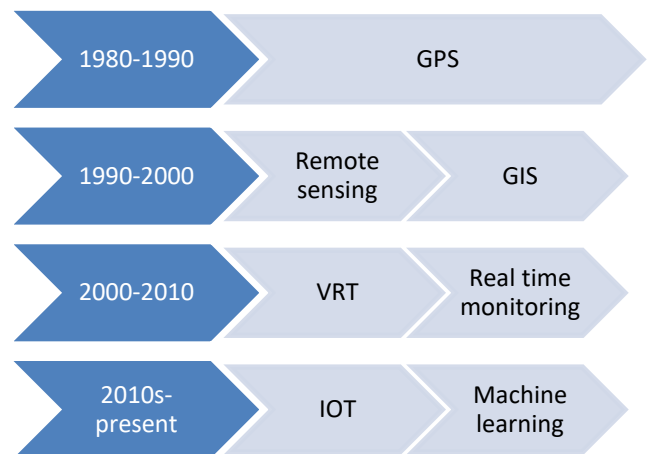 1980-1990
GPS
1990-2000
Remote
sensing
GIS
2000-2010
VRT
Real time
monitoring
2010s-
present
IOT
Machine
learning